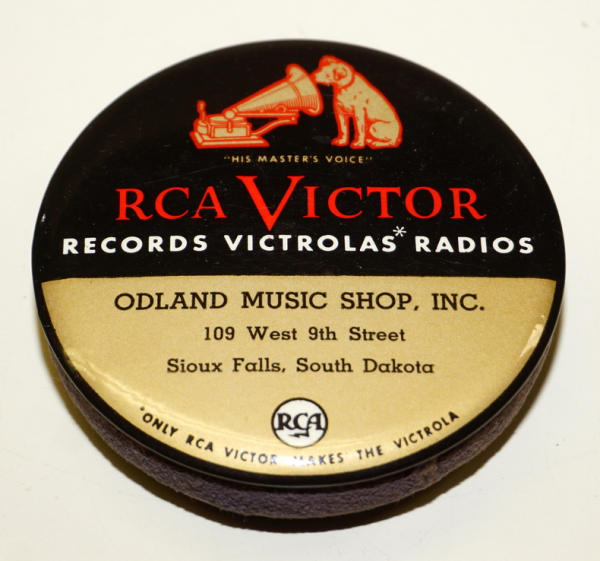 "HIS MASTER'S VOICE"
RCA VICTOR
RECORDS VICTROLAS* RADIOS
ODLAND MUSIC SHOP, INC.
109 West 9th Street
Sioux Falls, South Dakota
RCA
*ONLY RCA VICTOR MAKES THE VICTROLA